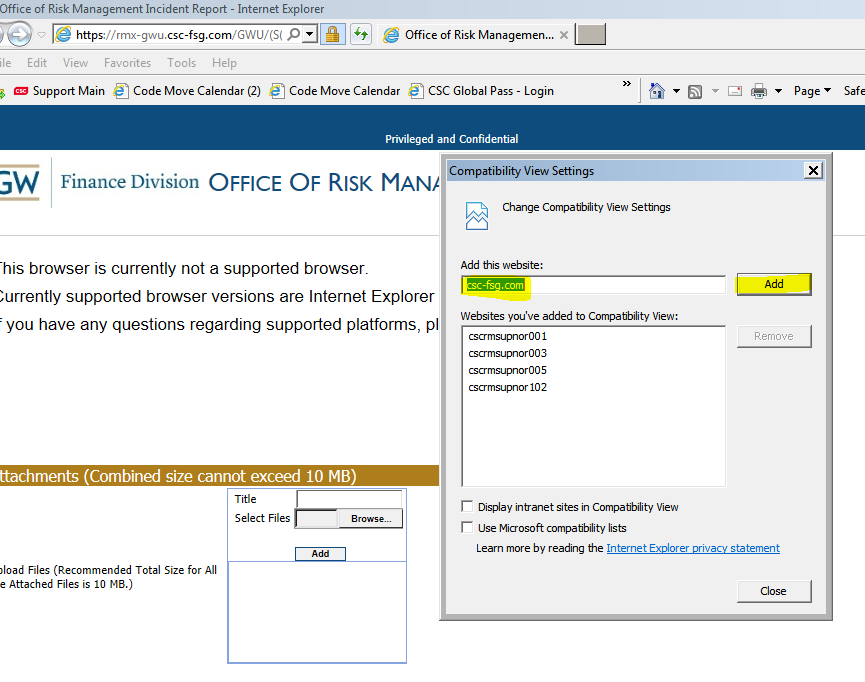 Office of Risk Management Incident Report - Internet Explorer
https://rmx-gwu.csc-fsg.com/GWU/(S(
Office of Risk Managemen...
ile Edit View Favorites Tools Help
CSC Support Main Code Move Calendar (2) Code Move Calendar CSC Global Pass - Login » Page Safe
Privileged and Confidential
GW Finance Division OFFICE OF RISK MANA
This browser is currently not a supported browser.
Currently supported browser versions are Internet Explorer
f you have any questions regarding supported platforms, pl
ttachments (Combined size cannot exceed 10 MB)
Title
Select Files Browse...
Add
pload Files (Recommended Total Size for All
e Attached Files is 10 MB.)
Compatibility View Settings
Change Compatibility View Settings
Add this website:
csc-fsg.com Add
Websites you've added to Compatibility View:
cscrmsupnor001 Remove
cscrmsupnor003
cscrmsupnor005
cscrmsupnor102
Display intranet sites in Compatibility View
Use Microsoft compatibility lists
Learn more by reading the Internet Explorer privacy statement
Close